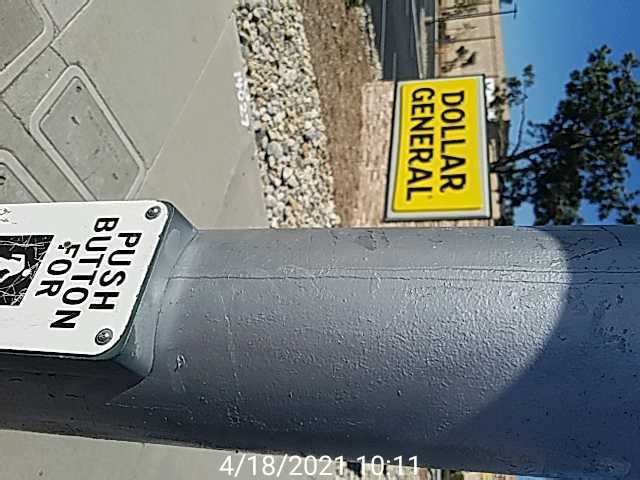 DOLLAR
GENERAL
PUSH
BUTTON
FOR
4/18/2021 10:11